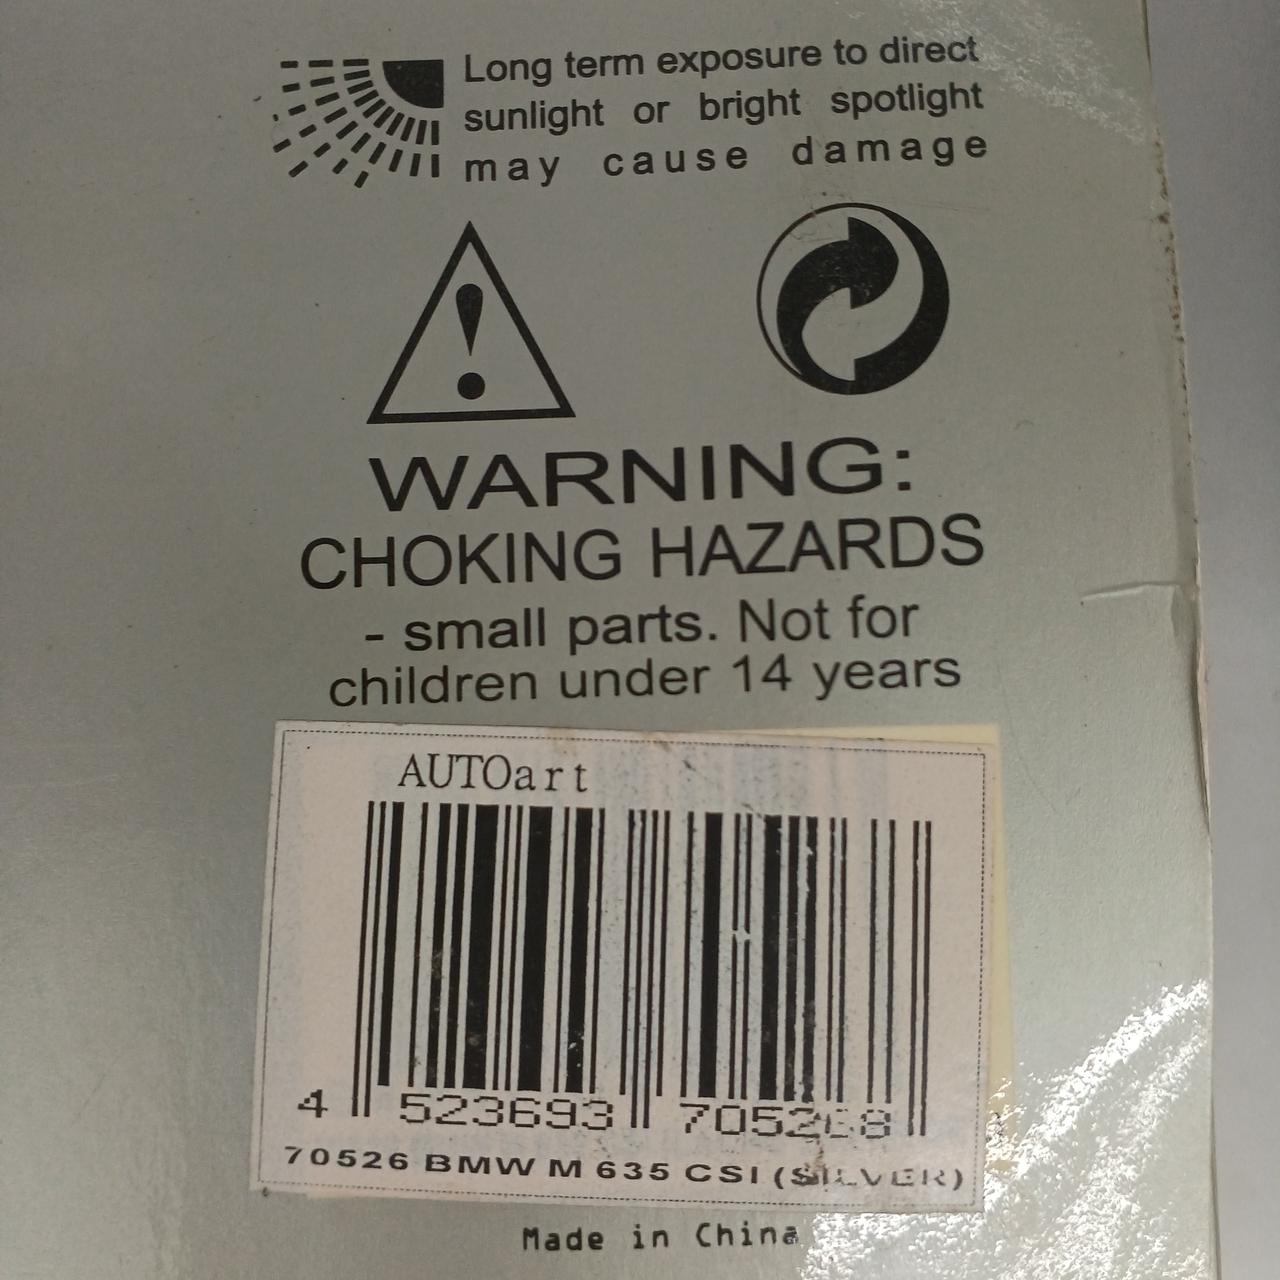 Long term exposure to direct
sunlight or bright spotlight
may cause damage
WARNING:
CHOKING HAZARDS
- small parts. Not for
children under 14 years
AUTOart
4 523693 705268
70526 BMW M 635 CSI (SILVER)
Made in China